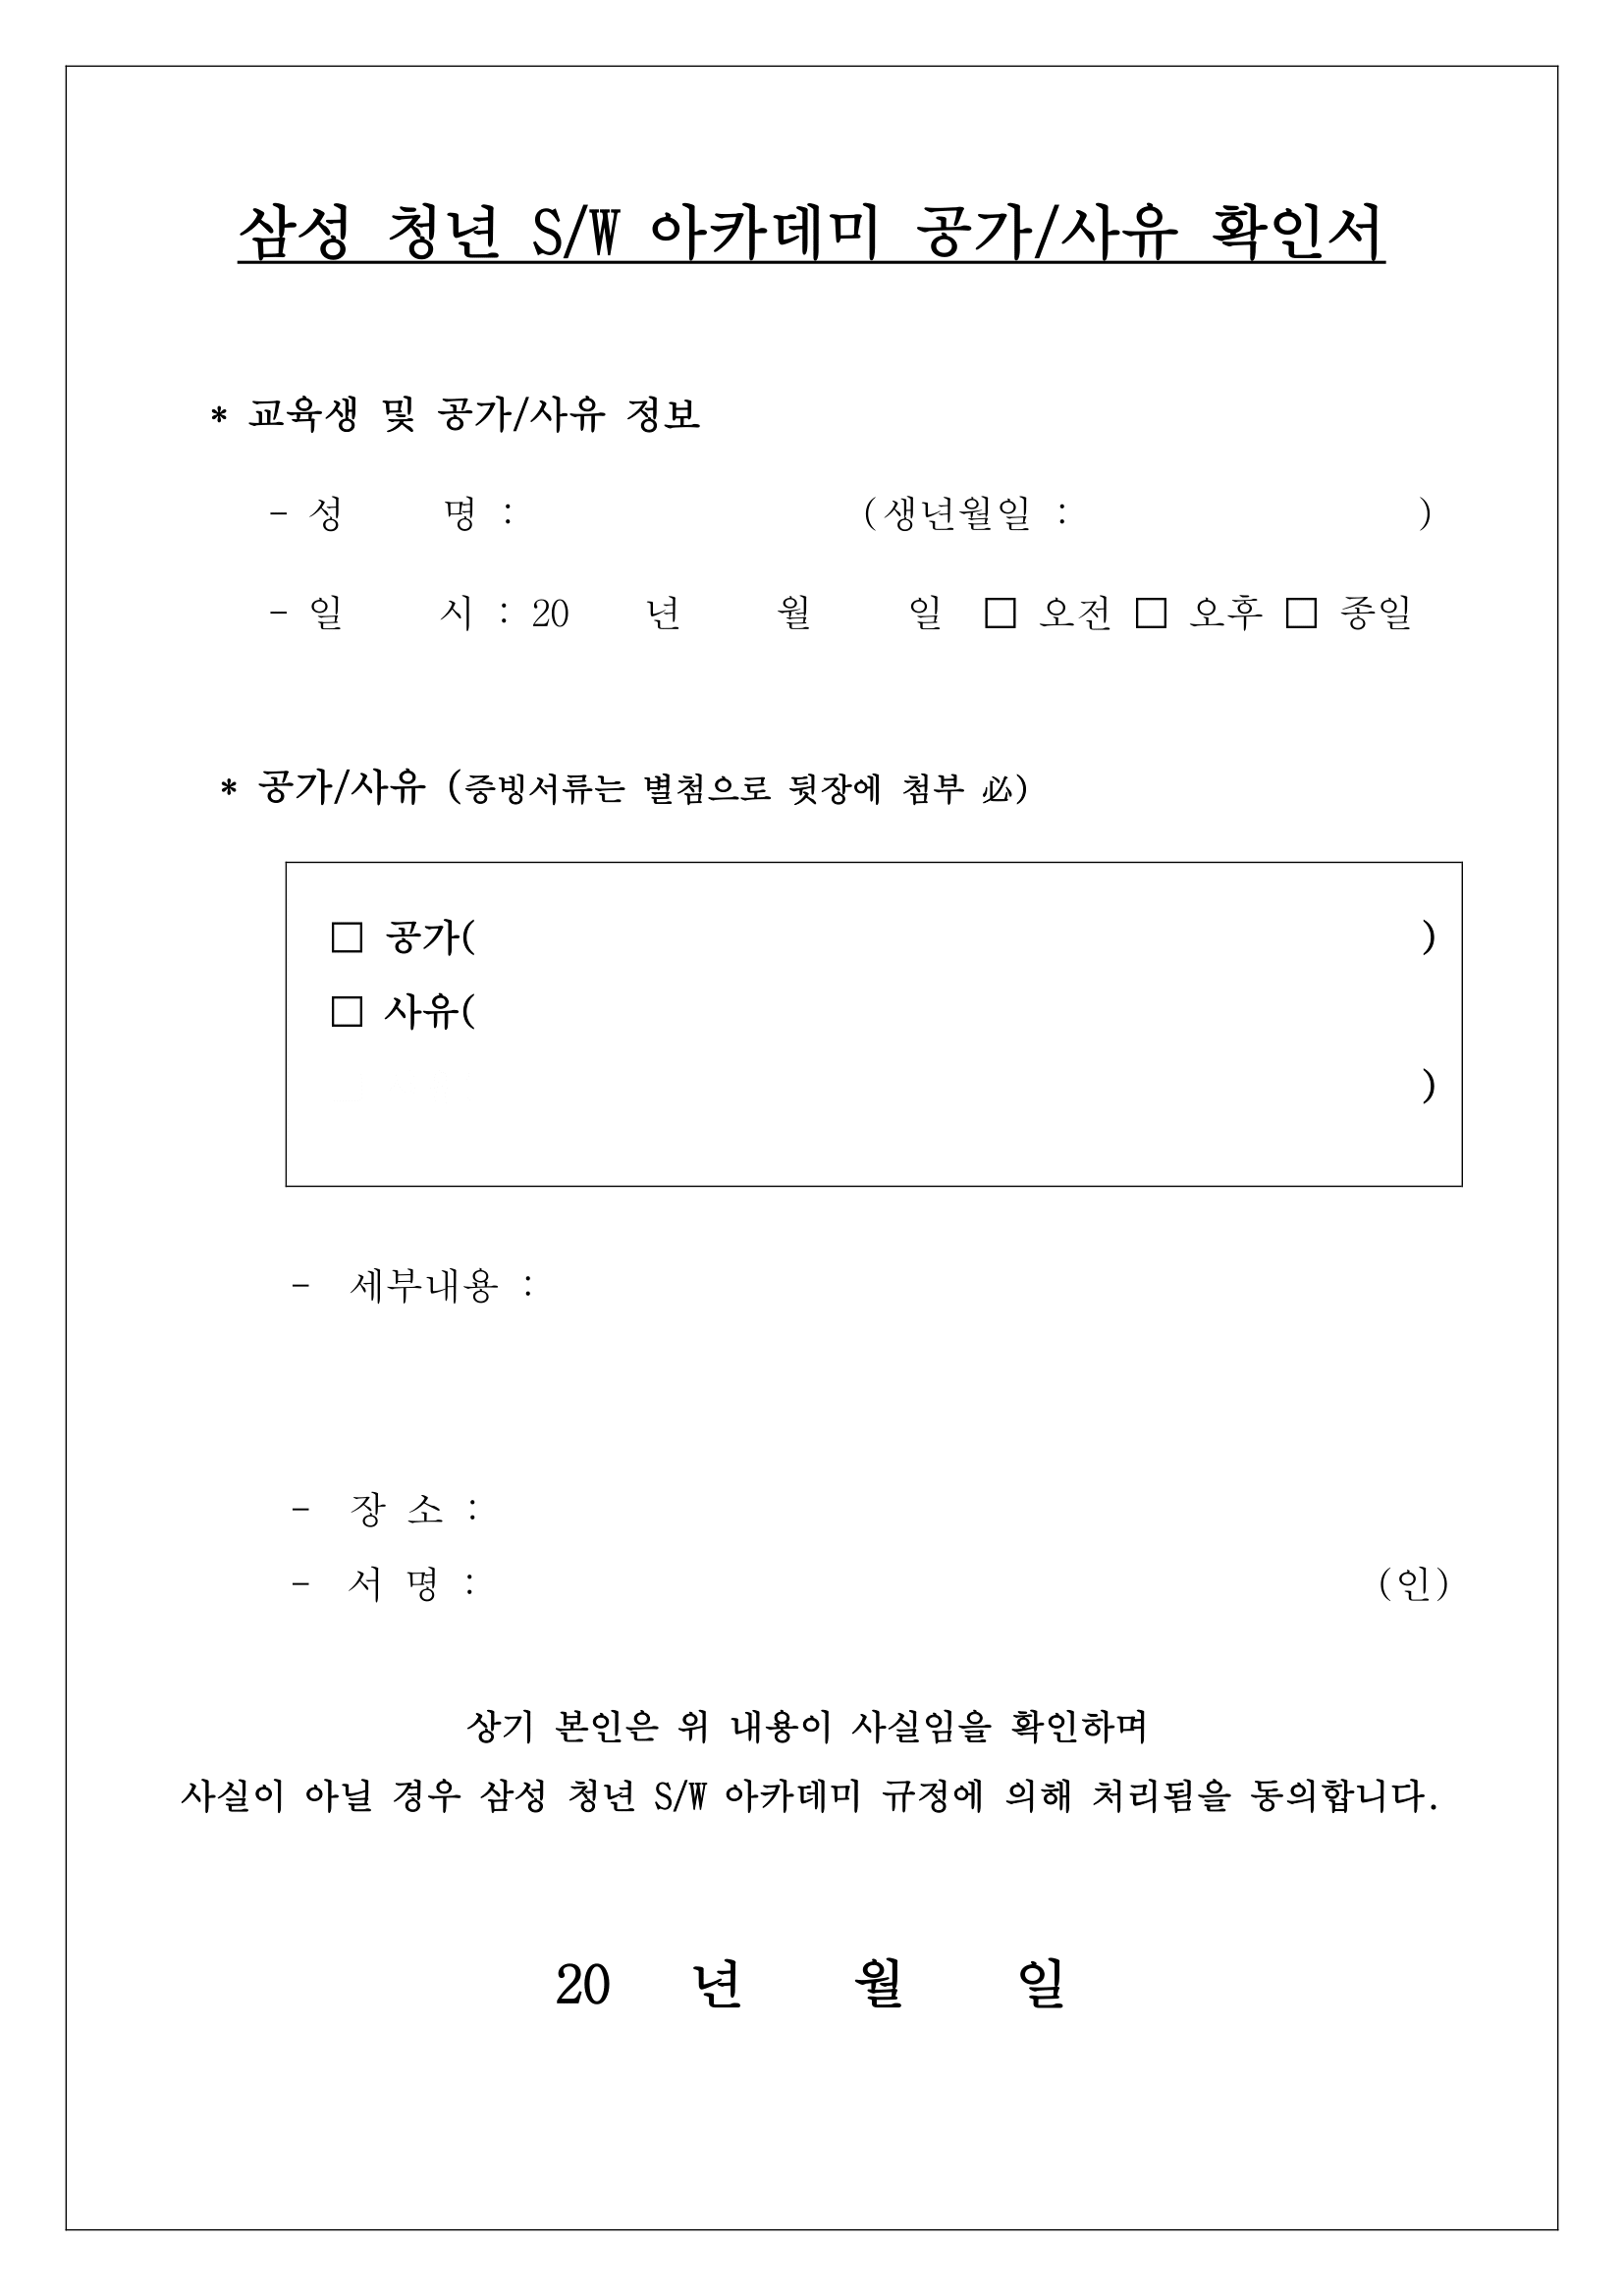 삼성 청년 S/W 아카데미 공가/사유 확인서
* 교육생 및 공가/사유 정보
- 성 명 : (생년월일 : )
- 일 시 : 20 년 월 일 □ 오전 □ 오후 □ 종일
* 공가/사유 (증빙서류는 별첨으로 뒷장에 첨부 必)
□ 공가( )
□ 사유(
)
- 세부내용 :
- 장 소 :
- 서 명 : (인)
상기 본인은 위 내용이 사실임을 확인하며
사실이 아닐 경우 삼성 청년 S/W 아카데미 규정에 의해 처리됨을 동의합니다.
20 년 월 일